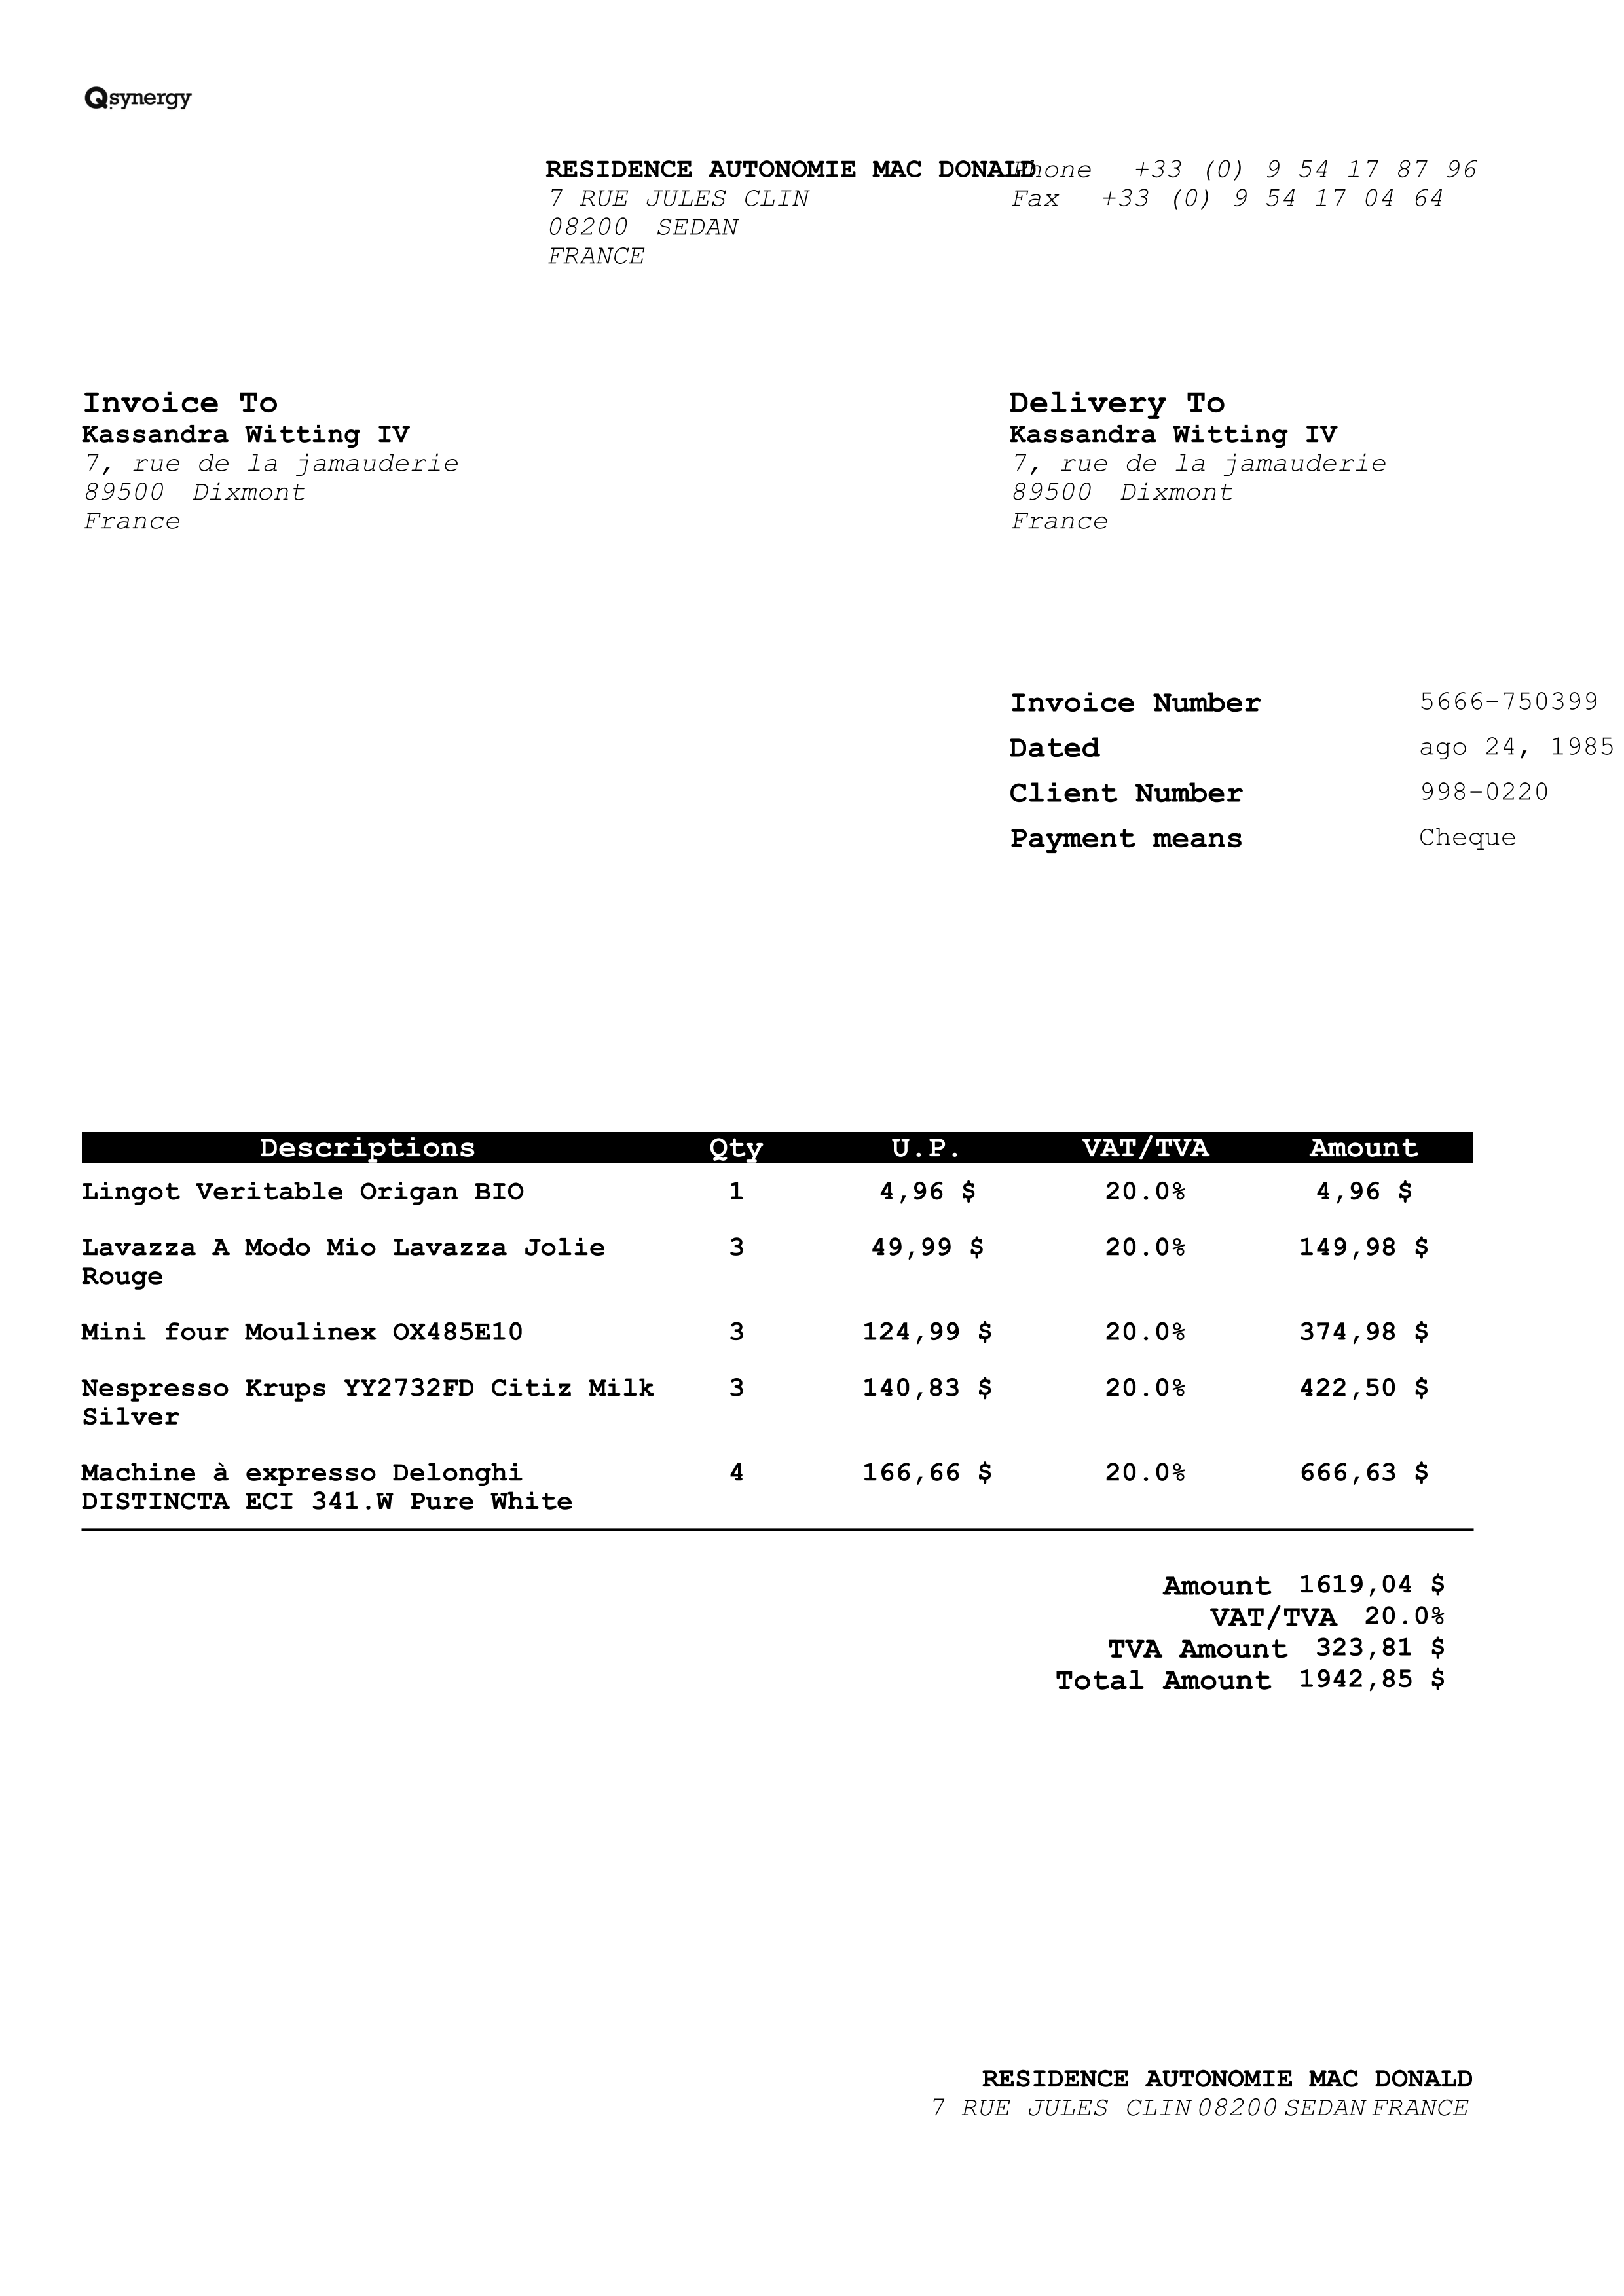 Qsynergy
RESIDENCE AUTONOMIE MAC DONALD
7 RUE JULES CLIN
08200 SEDAN
FRANCE
Phone +33 (0) 9 54 17 87 96
Fax +33 (0) 9 54 17 04 64
Invoice To
Kassandra Witting IV
7, rue de la jamauderie
89500 Dixmont
France
Delivery To
Kassandra Witting IV
7, rue de la jamauderie
89500 Dixmont
France
Invoice Number 5666-750399
Dated ago 24, 1985
Client Number 998-0220
Payment means Cheque
Descriptions Qty U.P. VAT/TVA Amount
Lingot Veritable Origan BIO 1 4,96 $ 20.0% 4,96 $
Lavazza A Modo Mio Lavazza Jolie 3 49,99 $ 20.0% 149,98 $
Rouge
Mini four Moulinex OX485E10 3 124,99 $ 20.0% 374,98 $
Nespresso Krups YY2732FD Citiz Milk 3 140,83 $ 20.0% 422,50 $
Silver
Machine à expresso Delonghi 4 166,66 $ 20.0% 666,63 $
DISTINCTA ECI 341.W Pure White
Amount 1619,04 $
VAT/TVA 20.0%
TVA Amount 323,81 $
Total Amount 1942,85 $
RESIDENCE AUTONOMIE MAC DONALD
7 RUE JULES CLIN 08200 SEDAN FRANCE